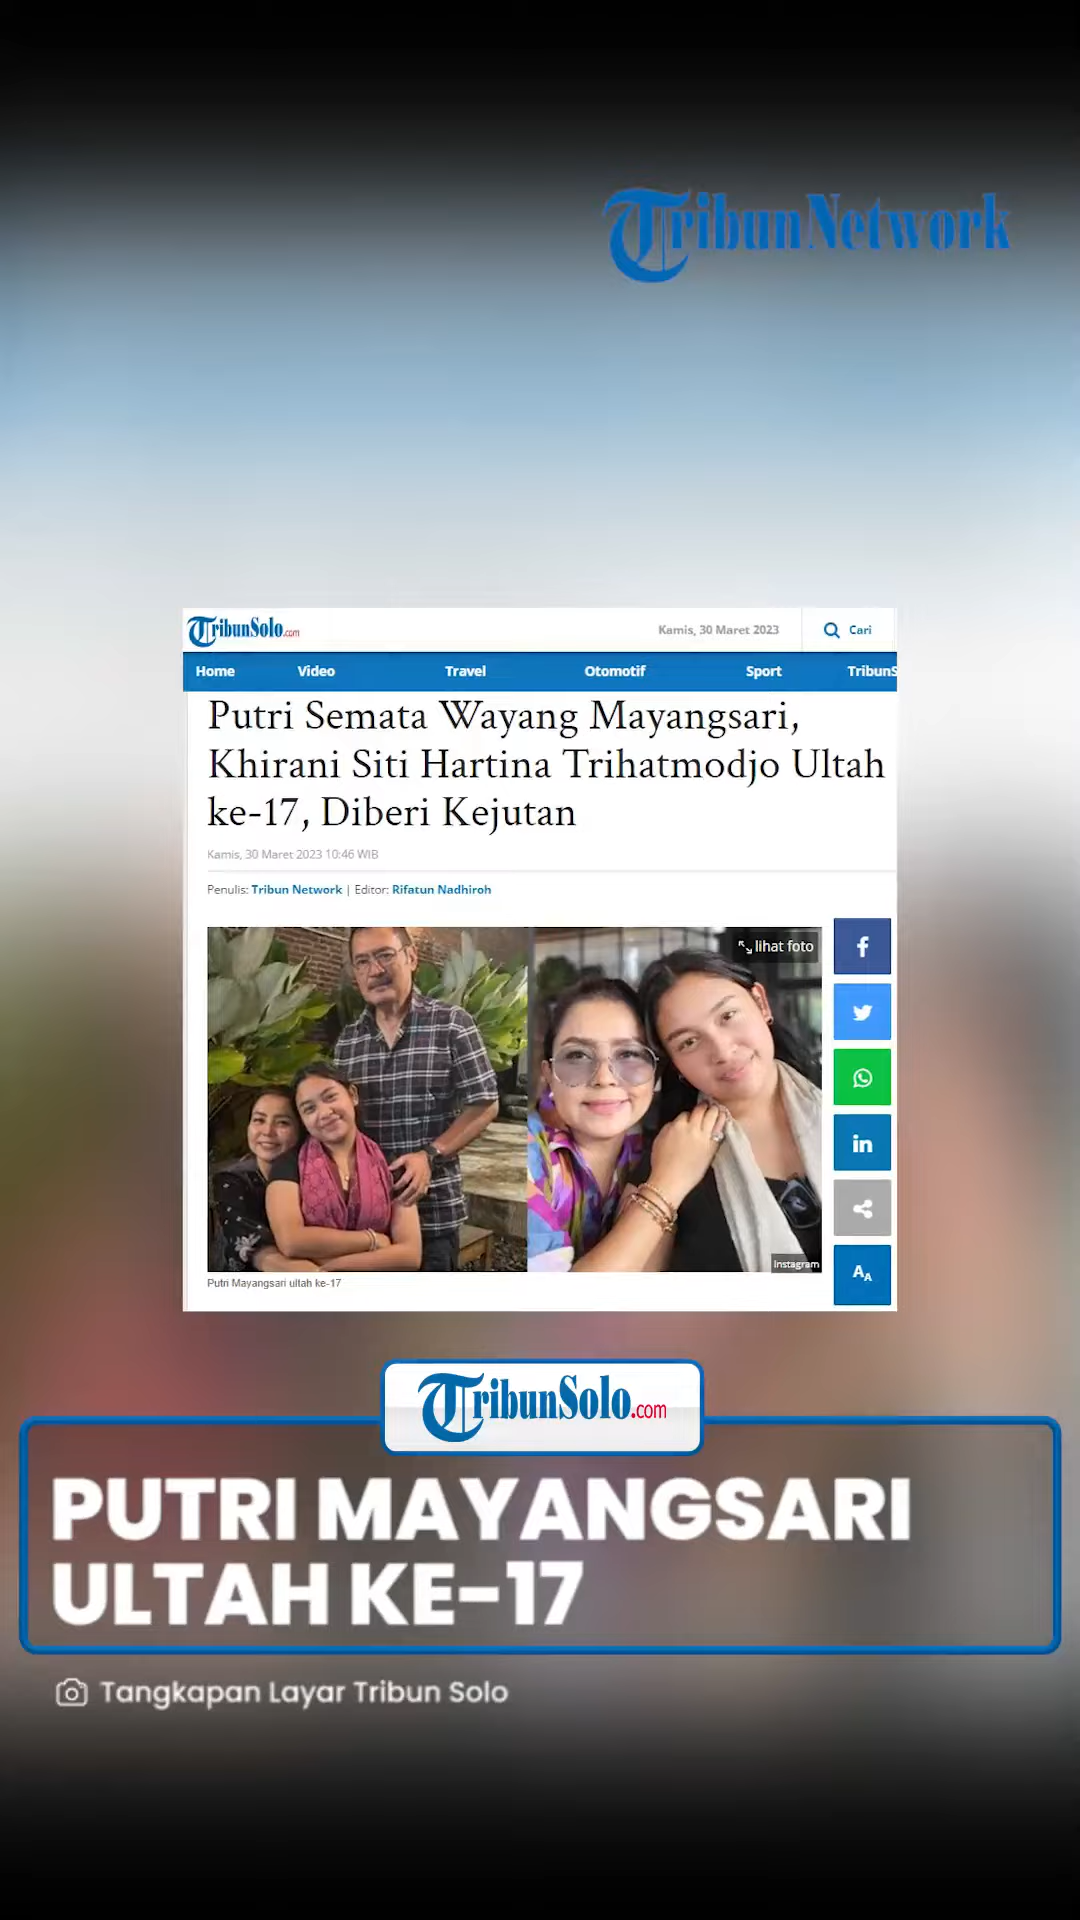 TribunNetwork
TribunSolo.com
Kamis, 30 Maret 2023
Cari
Home Video Travel Otomotif Sport TribunS
Putri Semata Wayang Mayangsari,
Khirani Siti Hartina Trihatmodjo Ultah
ke-17, Diberi Kejutan
Kamis, 30 Maret 2023 10:46 WIB
Penulis: Tribun Network | Editor: Rifatun Nadhiroh
lihat foto
Instagram
Putri Mayangsari ultah ke-17
f
in
AA
TribunSolo.com
PUTRI MAYANGSARI
ULTAH KE-17
Tangkapan Layar Tribun Solo